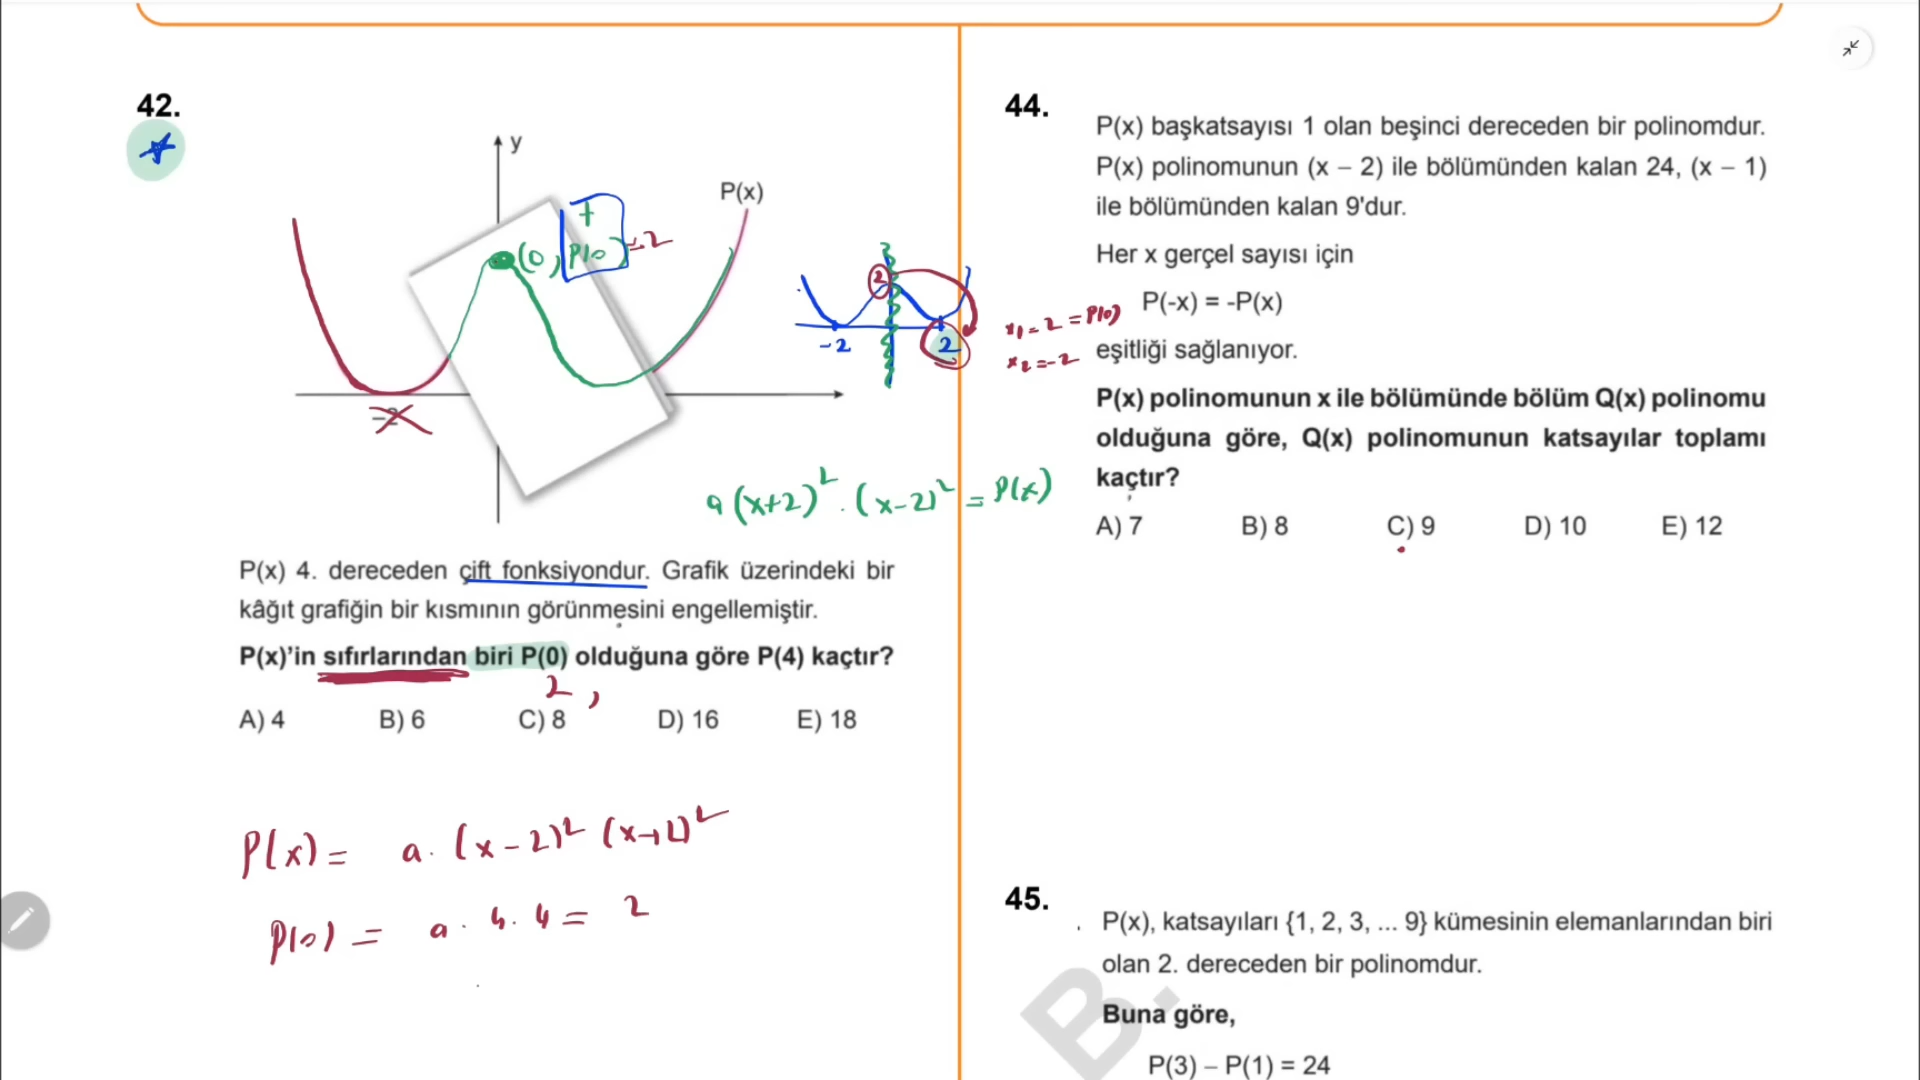 42.
y
P(x)
(0, P(0)) = 2
+
-2
2
-2
2
x₁ = 2 = P(0)
x₂ = -2
a(x+2)². (x-2)² = P(x)
P(x) 4. dereceden çift fonksiyondur. Grafik üzerindeki bir
kâğıt grafiğin bir kısmının görünmesini engellemiştir.
P(x)’in sıfırlarından biri P(0) olduğuna göre P(4) kaçtır?
2,
A) 4 B) 6 C) 8 D) 16 E) 18
P(x) = a. (x-2)² (x+2)²
P(0) = a. 4. 4 = 2
44.
P(x) başkatsayısı 1 olan beşinci dereceden bir polinomdur.
P(x) polinomunun (x – 2) ile bölümünden kalan 24, (x – 1)
ile bölümünden kalan 9'dur.
Her x gerçel sayısı için
P(-x) = -P(x)
eşitliği sağlanıyor.
P(x) polinomunun x ile bölümünde bölüm Q(x) polinomu
olduğuna göre, Q(x) polinomunun katsayılar toplamı
kaçtır?
A) 7 B) 8 C) 9 D) 10 E) 12
45.
P(x), katsayıları {1, 2, 3, ... 9} kümesinin elemanlarından biri
olan 2. dereceden bir polinomdur.
Buna göre,
P(3) – P(1) = 24
B.